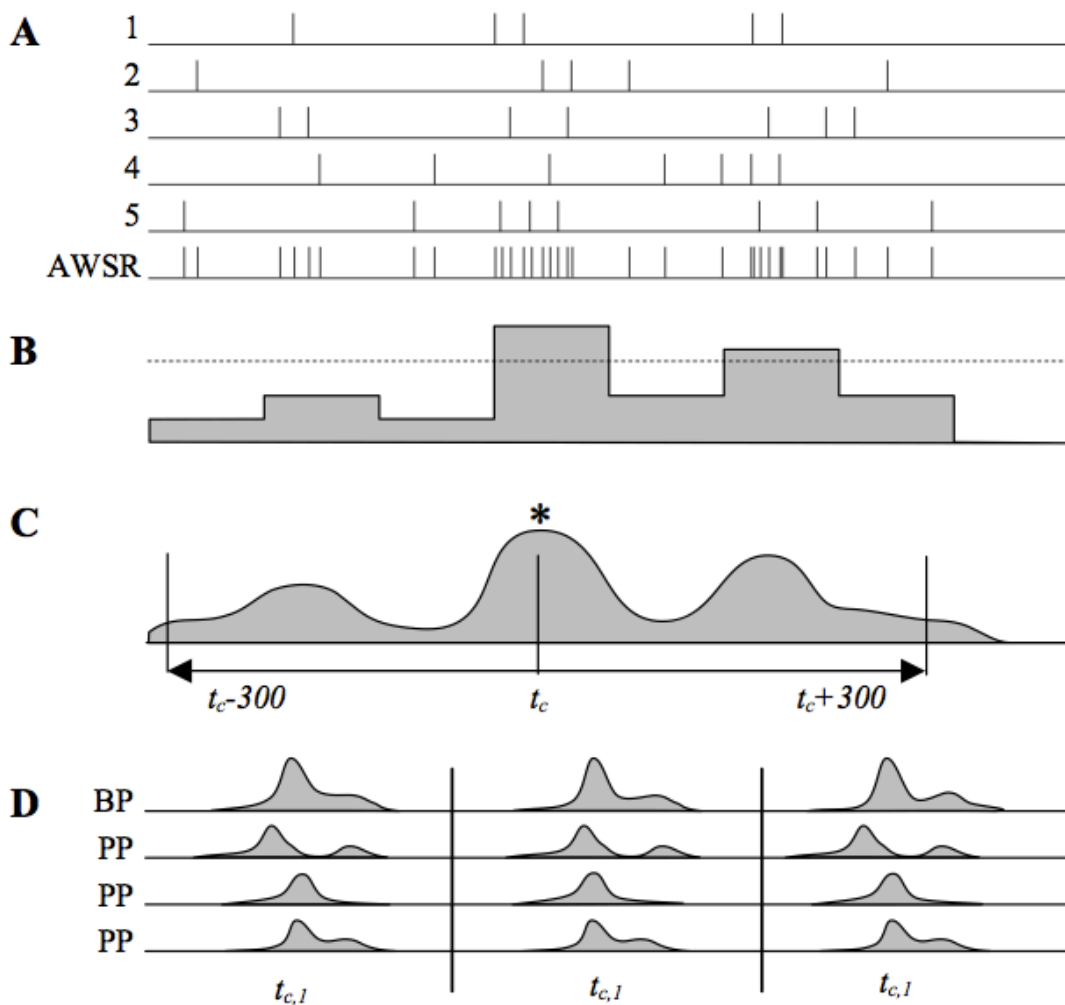 A 1
2
3
4
5
AWSR
B
C *
t_c-300 t_c t_c+300
D BP
PP
PP
PP
t_c,1 t_c,1 t_c,1